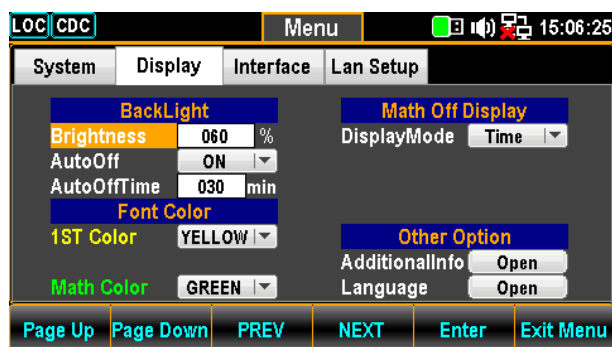 LOC CDC Menu 15:06:25
System Display Interface Lan Setup
BackLight
Brightness 060 %
AutoOff ON
AutoOffTime 030 min
Font Color
1ST Color YELLOW
Math Color GREEN
Math Off Display
DisplayMode Time
Other Option
AdditionalInfo Open
Language Open
Page Up Page Down PREV NEXT Enter Exit Menu